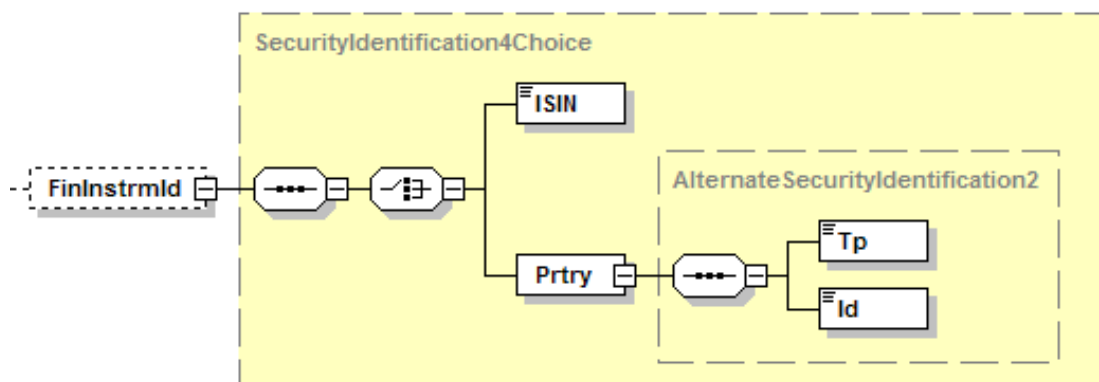 SecurityIdentification4Choice
ISIN
FinInstrmId
AlternateSecurityIdentification2
Tp
Prtry
Id